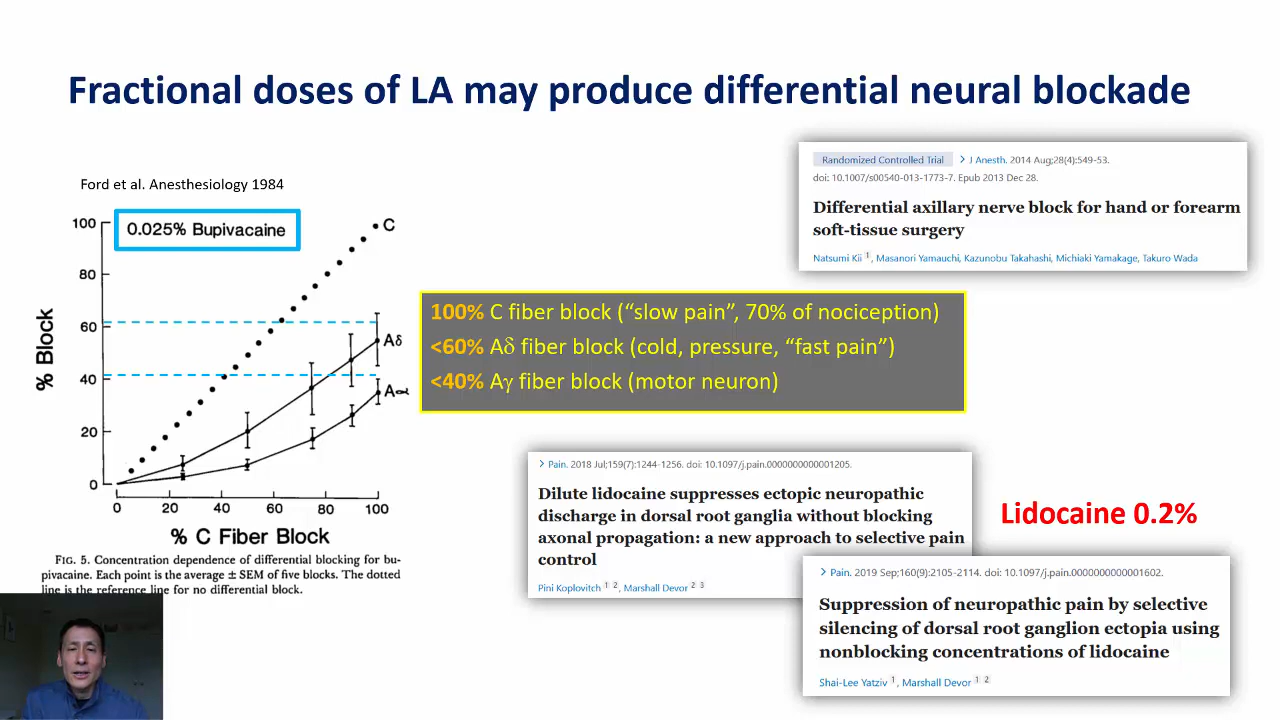 Fractional doses of LA may produce differential neural blockade
Ford et al. Anesthesiology 1984
0.025% Bupivacaine
% Block
100
80
60
40
20
0
C
Aδ
A∝
0 20 40 60 80 100
% C Fiber Block
FIG. 5. Concentration dependence of differential blocking for bu-
pivacaine. Each point is the average ± SEM of five blocks. The dotted
line is the reference line for no differential block.
Randomized Controlled Trial > J Anesth. 2014 Aug;28(4):549-53.
doi: 10.1007/s00540-013-1773-7. Epub 2013 Dec 28.
Differential axillary nerve block for hand or forearm
soft-tissue surgery
Natsumi Kii 1, Masanori Yamauchi, Kazunobu Takahashi, Michiaki Yamakage, Takuro Wada
100% C fiber block (“slow pain”, 70% of nociception)
<60% Aδ fiber block (cold, pressure, “fast pain”)
<40% Aγ fiber block (motor neuron)
> Pain. 2018 Jul;159(7):1244-1256. doi: 10.1097/j.pain.0000000000001205.
Dilute lidocaine suppresses ectopic neuropathic
discharge in dorsal root ganglia without blocking
axonal propagation: a new approach to selective pain
control
Pini Koplovitch 1 2, Marshall Devor 2 3
Lidocaine 0.2%
> Pain. 2019 Sep;160(9):2105-2114. doi: 10.1097/j.pain.0000000000001602.
Suppression of neuropathic pain by selective
silencing of dorsal root ganglion ectopia using
nonblocking concentrations of lidocaine
Shai-Lee Yatziv 1, Marshall Devor 1 2